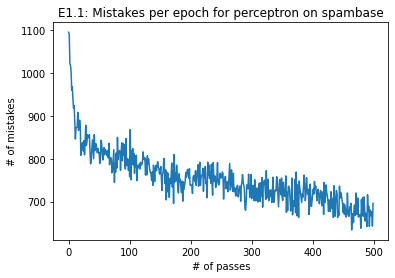 E1.1: Mistakes per epoch for perceptron on spambase
1100
1000
900
800
700
# of mistakes
0 100 200 300 400 500
# of passes